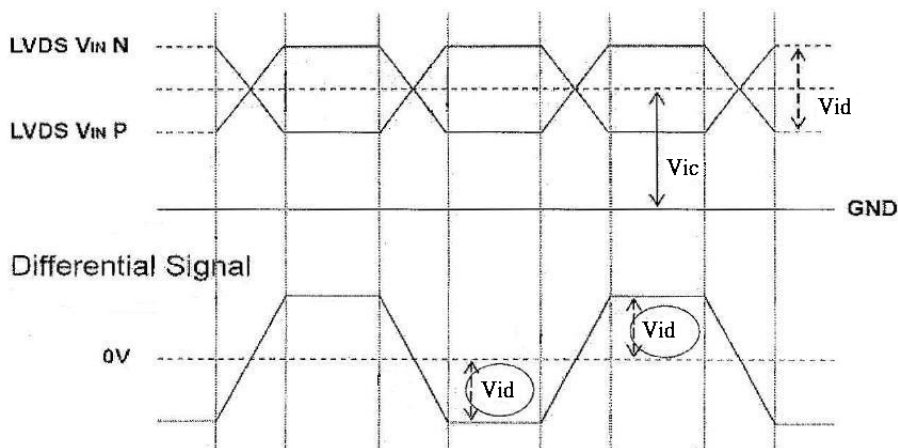 LVDS VIN N
Vid
LVDS VIN P
Vic
GND
Differential Signal
Vid
0V
Vid